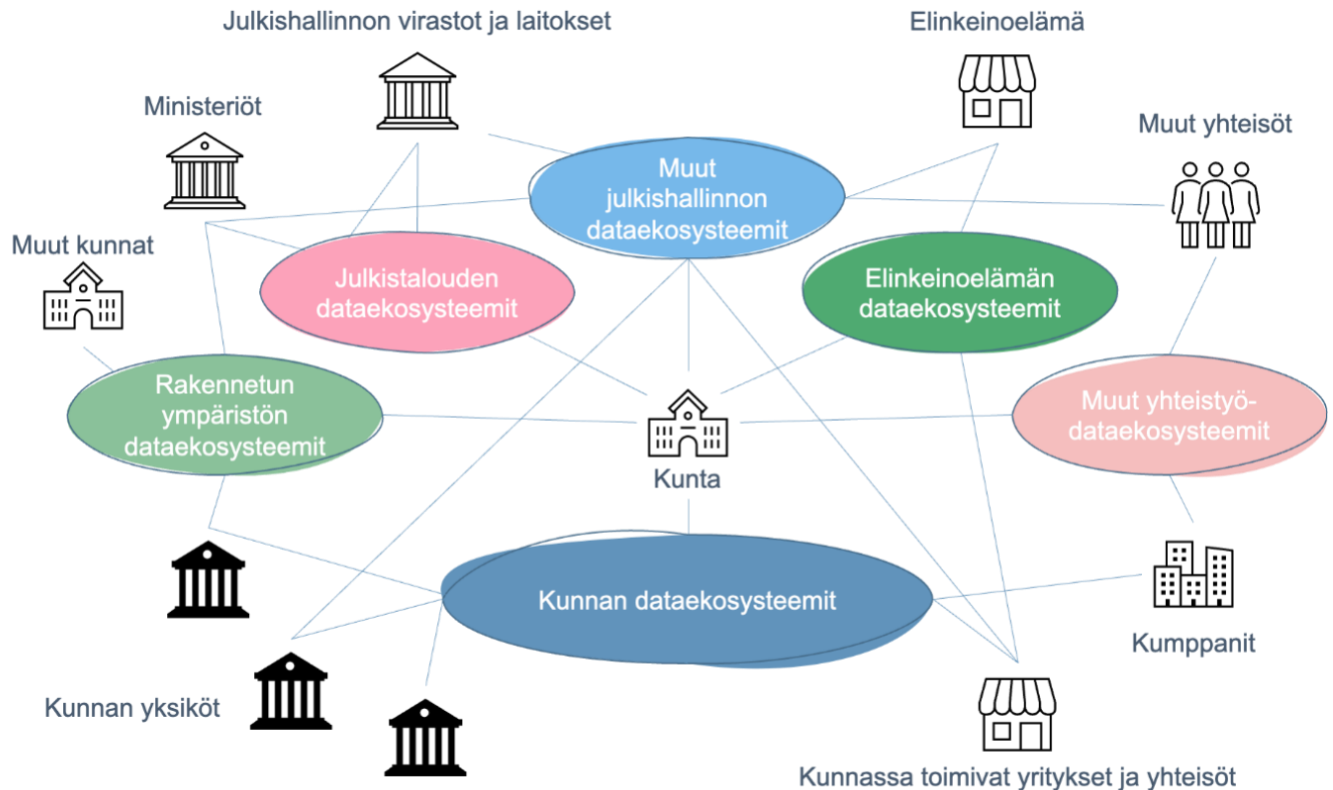 Julkishallinnon virastot ja laitokset
Elinkeinoelämä
Ministeriöt
Muut yhteisöt
Muut
julkishallinnon
dataekosysteemit
Muut kunnat
Julkistalouden
dataekosysteemit
Elinkeinoelämän
dataekosysteemit
Rakennetun
ympäristön
dataekosysteemit
Muut yhteistyö-
dataekosysteemit
Kunta
Kunnan dataekosysteemit
Kumppanit
Kunnan yksiköt
Kunnassa toimivat yritykset ja yhteisöt